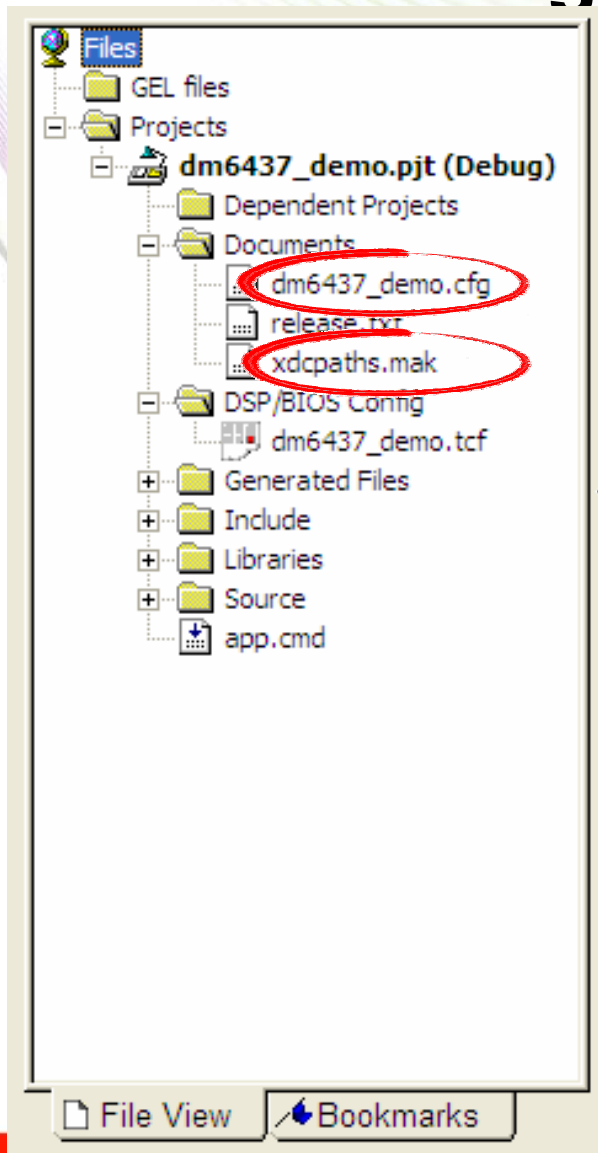 Files
GEL files
Projects
dm6437_demo.pjt (Debug)
Dependent Projects
Documents
dm6437_demo.cfg
release.txt
xdcpaths.mak
DSP/BIOS Config
dm6437_demo.tcf
Generated Files
Include
Libraries
Source
app.cmd
File View Bookmarks